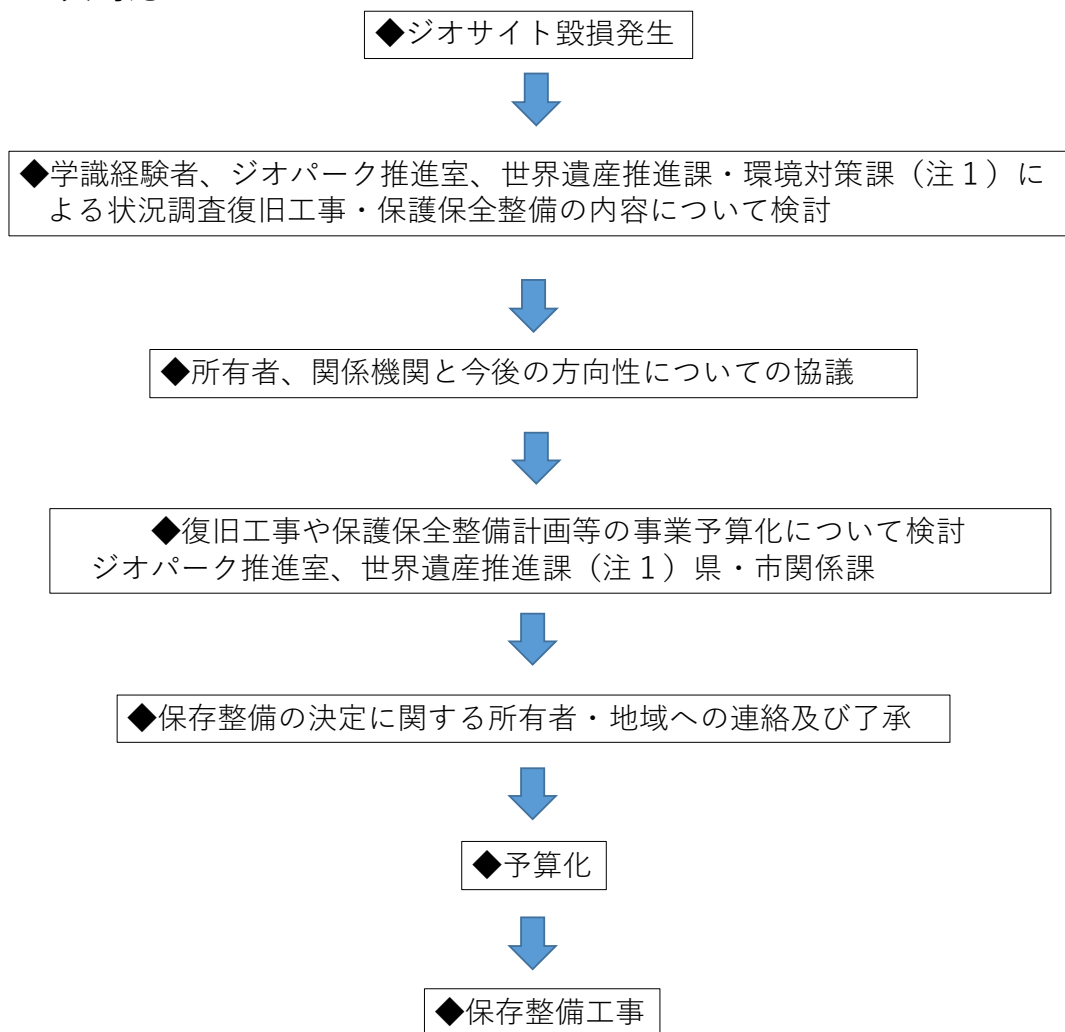 ◆ジオサイト毀損発生
◆学識経験者、ジオパーク推進室、世界遺産推進課・環境対策課（注１）に
よる状況調査復旧工事・保護保全整備の内容について検討
◆所有者、関係機関と今後の方向性についての協議
◆復旧工事や保護保全整備計画等の事業予算化について検討
ジオパーク推進室、世界遺産推進課（注１）県・市関係課
◆保存整備の決定に関する所有者・地域への連絡及び了承
◆予算化
◆保存整備工事